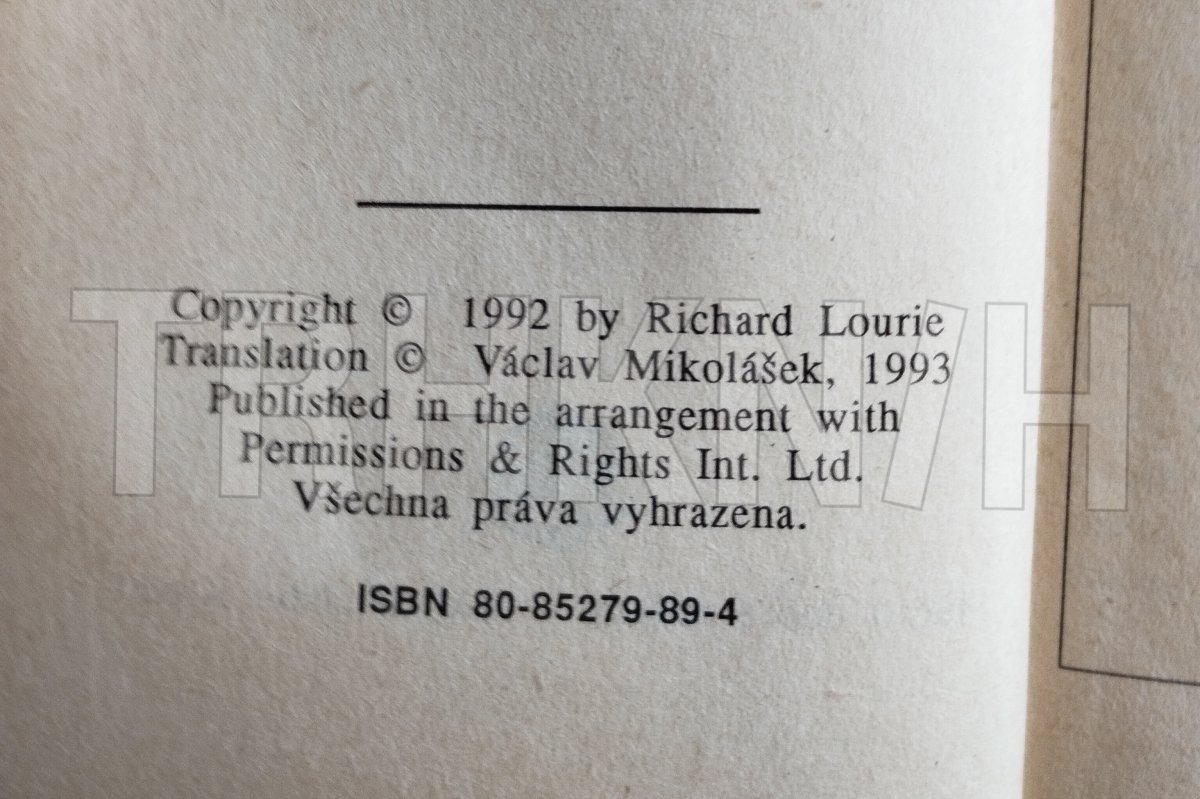 Copyright © 1992 by Richard Lourie
Translation © Václav Mikolášek, 1993
Published in the arrangement with
Permissions & Rights Int. Ltd.
Všechna práva vyhrazena.
ISBN 80-85279-89-4
TRHKNIH